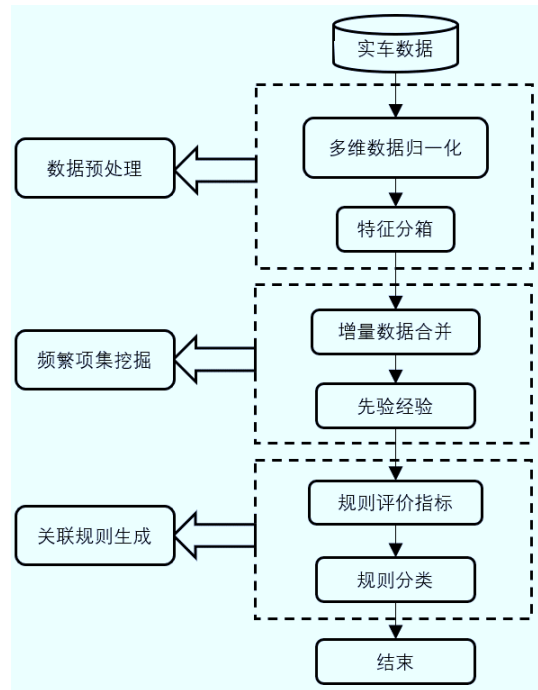 实车数据
多维数据归一化
数据预处理
特征分箱
增量数据合并
频繁项集挖掘
先验经验
规则评价指标
关联规则生成
规则分类
结束